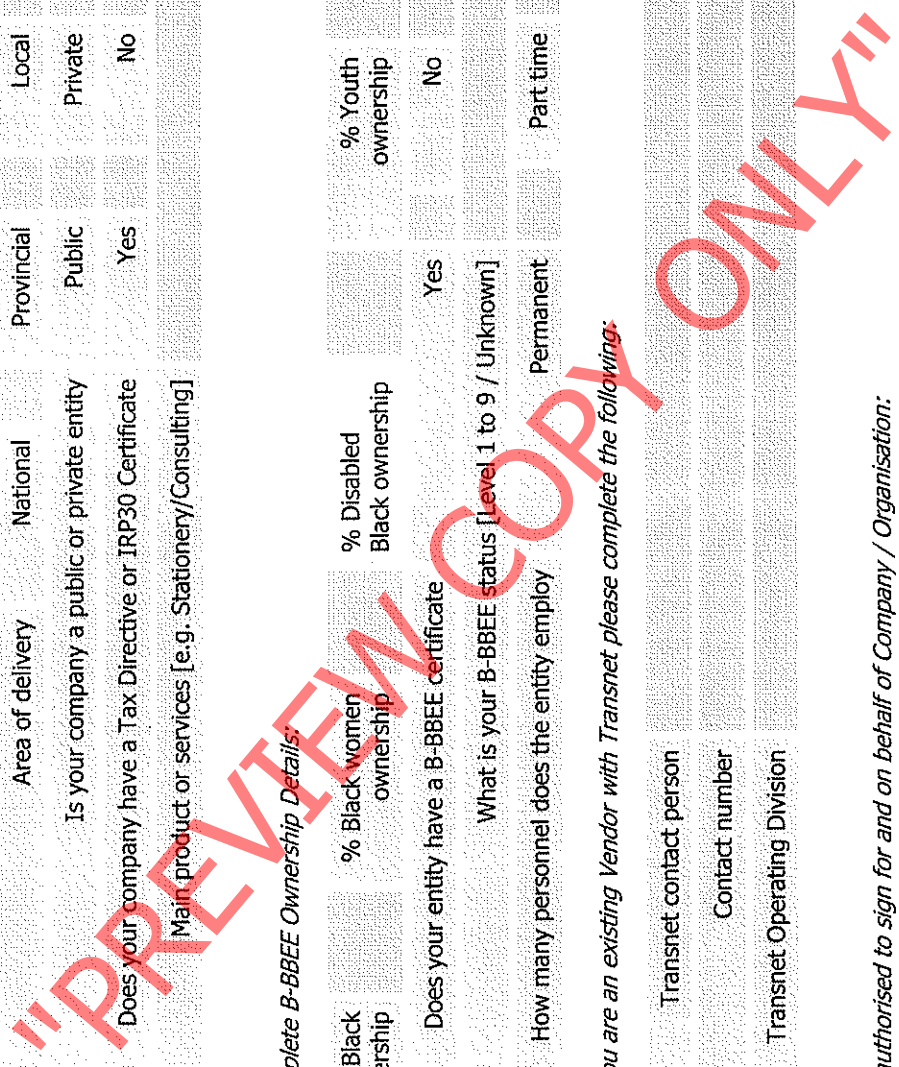 Area of delivery National Provincial Local
Is your company a public or private entity Public Private
Does your company have a Tax Directive or IRP30 Certificate Yes No
Main product or services [e.g. Stationery/Consulting]
plete B-BBEE Ownership Details:
Black % Black women % Disabled % Youth
ership ownership Black ownership ownership
Does your entity have a B-BBEE certificate Yes No
What is your B-BBEE status [Level 1 to 9 / Unknown]
How many personnel does the entity employ Permanent Part time
ou are an existing Vendor with Transnet please complete the following:
Transnet contact person
Contact number
Transnet Operating Division
uthorised to sign for and on behalf of Company / Organisation:
"PREVIEW COPY ONLY"